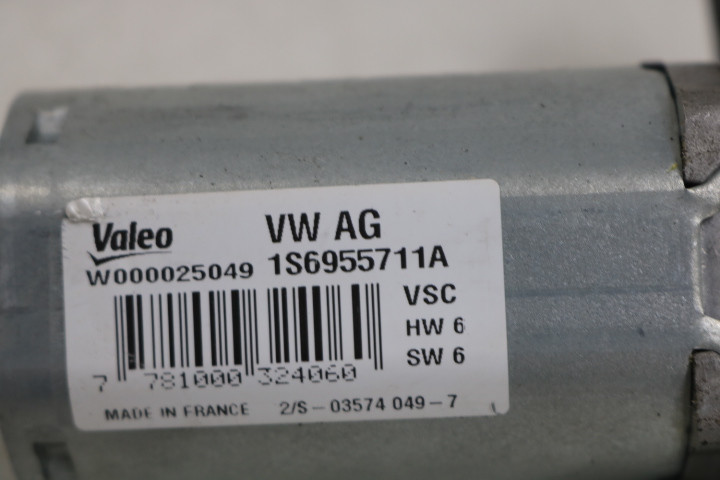 Valeo VW AG
W000025049 1S6955711A
VSC
HW 6
SW 6
7 781000 324060
MADE IN FRANCE 2/S-03574 049-7